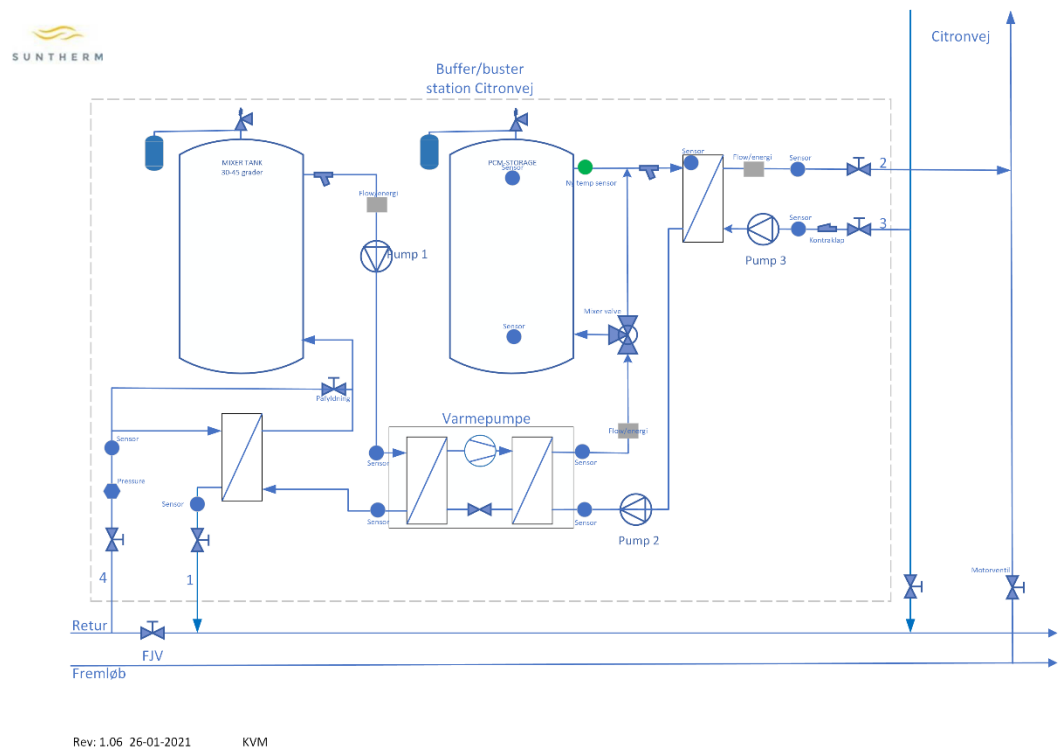 SUNTHERM
Citronvej
Buffer/buster
station Citronvej
MIXER TANK
30-45 grader
PCM-STORAGE
Sensor
Ny temp sensor
Sensor
Flow/energi
Sensor
2
Flow/energi
Sensor
3
Kontraklap
Pump 1
Pump 3
Mixer valve
Sensor
Påfyldning
Varmepumpe
Flow/energi
Sensor
Sensor
Sensor
Pressure
Sensor
Sensor
Sensor
Pump 2
Motorventil
4
1
Retur
FJV
Fremløb
Rev: 1.06 26-01-2021 KVM